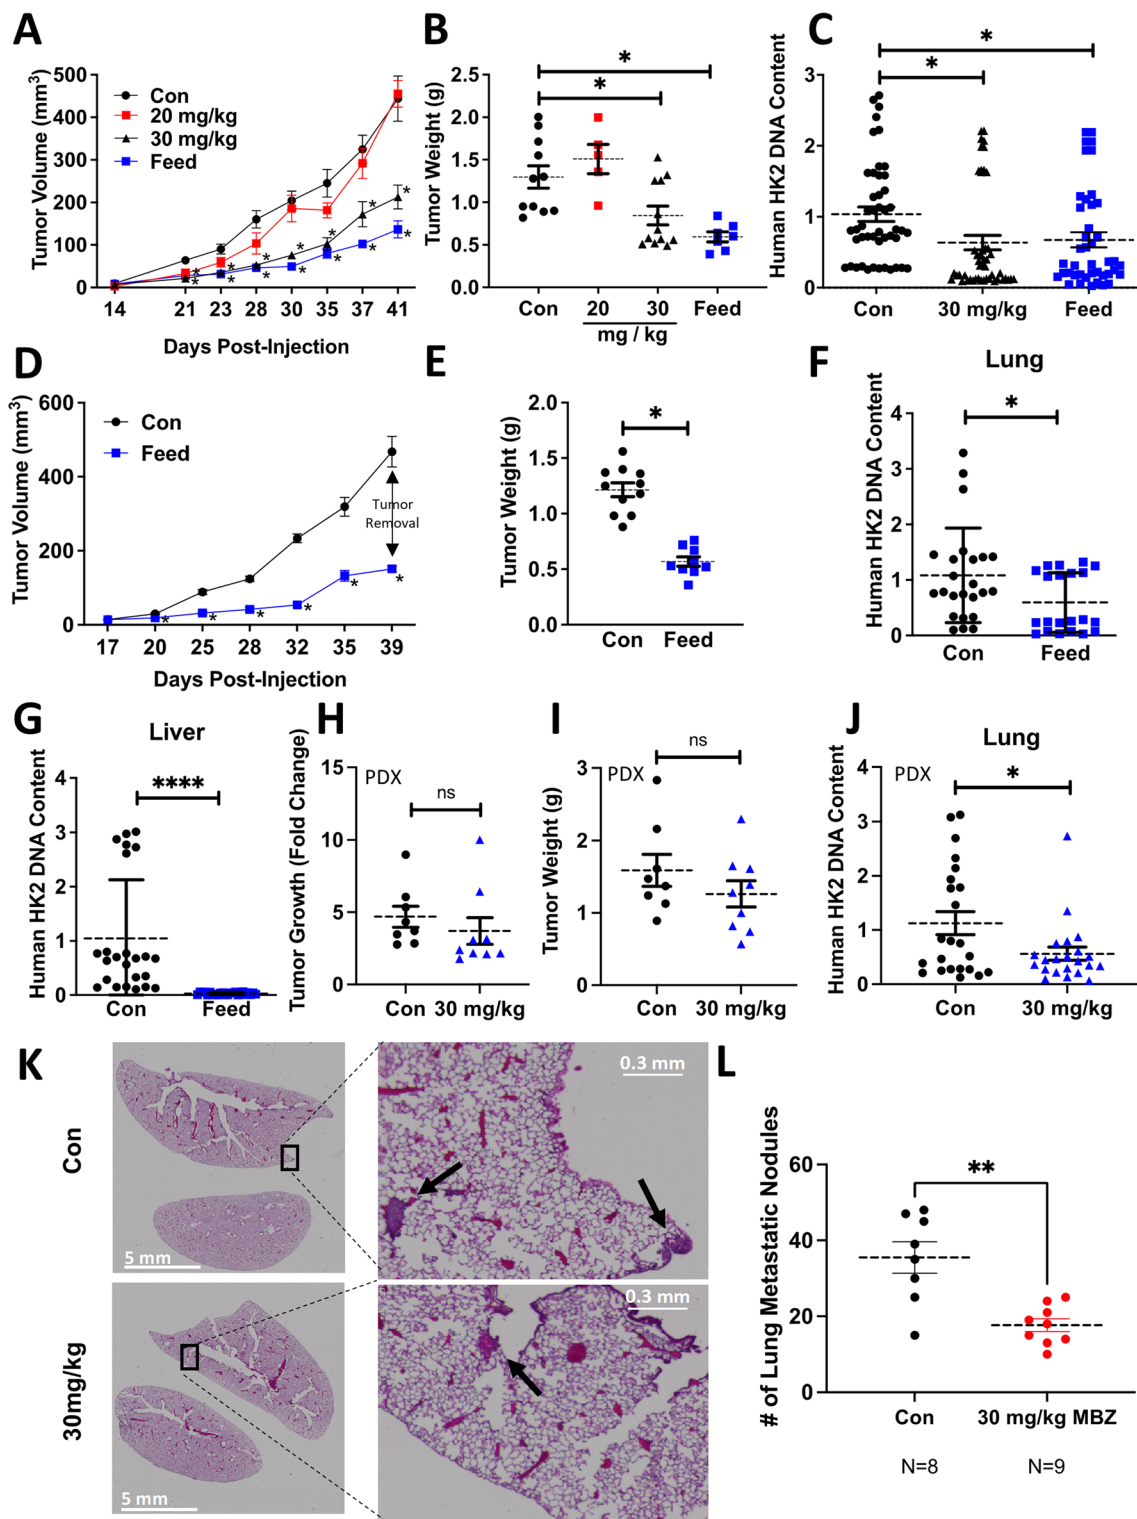 A
Tumor Volume (mm³)
500
400
300
200
100
0
Con
20 mg/kg
30 mg/kg
Feed
* * * * * * * * * * * *
14 21 23 28 30 35 37 41
Days Post-Injection
B
Tumor Weight (g)
2.5
2.0
1.5
1.0
0.5
0.0
*
*
Con 20 30 Feed
mg / kg
C
Human HK2 DNA Content
3
2
1
0
*
*
Con 30 mg/kg Feed
D
Tumor Volume (mm³)
600
400
200
0
Con
Feed
Tumor
Removal
* * * * * *
17 20 25 28 32 35 39
Days Post-Injection
E
Tumor Weight (g)
2.0
1.5
1.0
0.5
0.0
*
Con Feed
F
Lung
Human HK2 DNA Content
4
3
2
1
0
*
Con Feed
G
Liver
Human HK2 DNA Content
4
3
2
1
0
****
Con Feed
H
Tumor Growth (Fold Change)
15
10
5
0
PDX
ns
Con 30 mg/kg
I
Tumor Weight (g)
3
2
1
0
PDX
ns
Con 30 mg/kg
J
Lung
Human HK2 DNA Content
4
3
2
1
0
PDX
*
Con 30 mg/kg
K
Con
5 mm
0.3 mm
30mg/kg
5 mm
0.3 mm
L
# of Lung Metastatic Nodules
60
40
20
0
**
Con 30 mg/kg MBZ
N=8 N=9